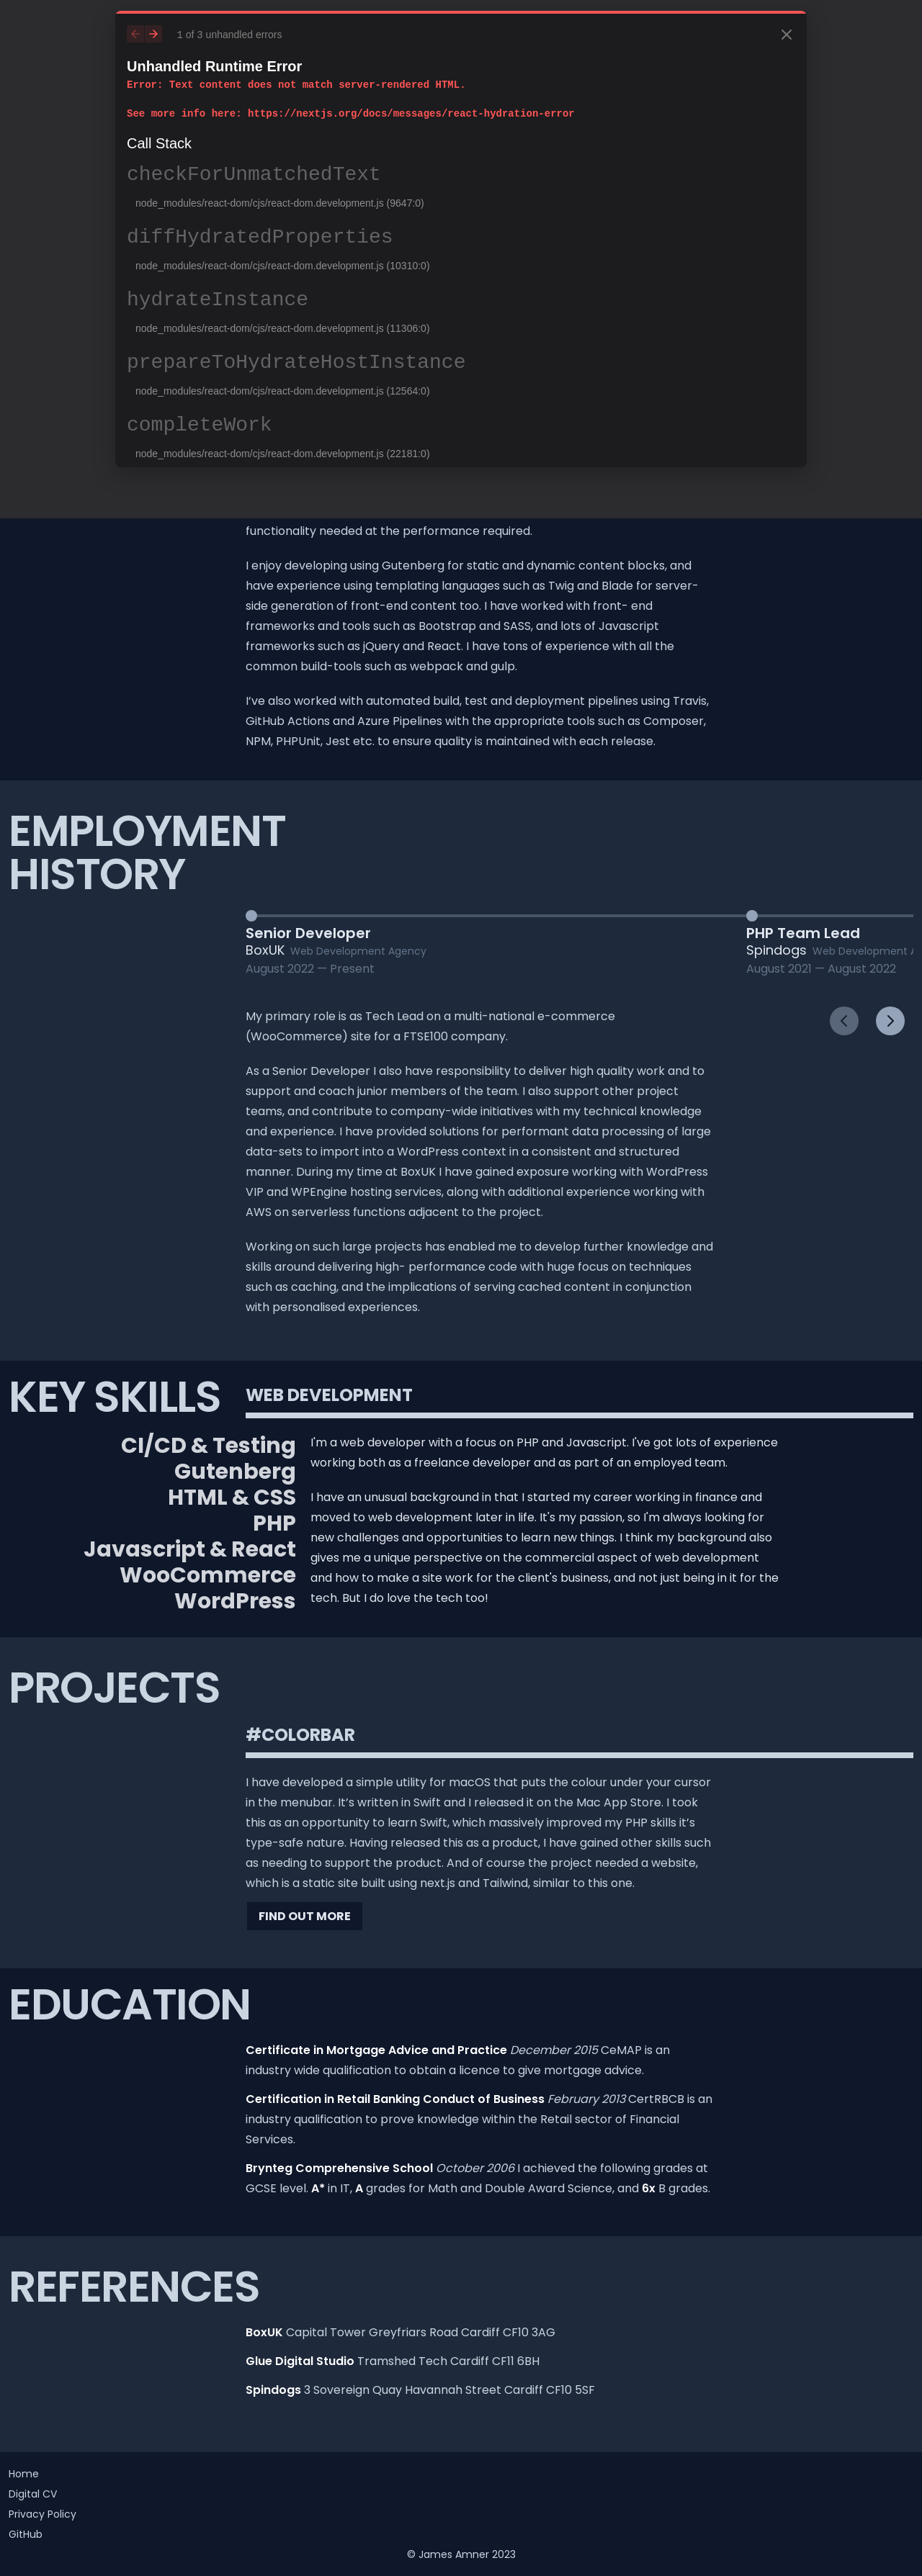 1 of 3 unhandled errors
Unhandled Runtime Error
Error: Text content does not match server-rendered HTML.
See more info here: https://nextjs.org/docs/messages/react-hydration-error
Call Stack
checkForUnmatchedText
node_modules/react-dom/cjs/react-dom.development.js (9647:0)
diffHydratedProperties
node_modules/react-dom/cjs/react-dom.development.js (10310:0)
hydrateInstance
node_modules/react-dom/cjs/react-dom.development.js (11306:0)
prepareToHydrateHostInstance
node_modules/react-dom/cjs/react-dom.development.js (12564:0)
completeWork
node_modules/react-dom/cjs/react-dom.development.js (22181:0)
functionality needed at the performance required.
I enjoy developing using Gutenberg for static and dynamic content blocks, and
have experience using templating languages such as Twig and Blade for server-
side generation of front-end content too. I have worked with front- end
frameworks and tools such as Bootstrap and SASS, and lots of Javascript
frameworks such as jQuery and React. I have tons of experience with all the
common build-tools such as webpack and gulp.
I’ve also worked with automated build, test and deployment pipelines using Travis,
GitHub Actions and Azure Pipelines with the appropriate tools such as Composer,
NPM, PHPUnit, Jest etc. to ensure quality is maintained with each release.
EMPLOYMENT
HISTORY
Senior Developer
BoxUK Web Development Agency
August 2022 — Present
PHP Team Lead
Spindogs Web Development A
August 2021 — August 2022
My primary role is as Tech Lead on a multi-national e-commerce
(WooCommerce) site for a FTSE100 company.
As a Senior Developer I also have responsibility to deliver high quality work and to
support and coach junior members of the team. I also support other project
teams, and contribute to company-wide initiatives with my technical knowledge
and experience. I have provided solutions for performant data processing of large
data-sets to import into a WordPress context in a consistent and structured
manner. During my time at BoxUK I have gained exposure working with WordPress
VIP and WPEngine hosting services, along with additional experience working with
AWS on serverless functions adjacent to the project.
Working on such large projects has enabled me to develop further knowledge and
skills around delivering high- performance code with huge focus on techniques
such as caching, and the implications of serving cached content in conjunction
with personalised experiences.
KEY SKILLS
WEB DEVELOPMENT
CI/CD & Testing
Gutenberg
HTML & CSS
PHP
Javascript & React
WooCommerce
WordPress
I'm a web developer with a focus on PHP and Javascript. I've got lots of experience
working both as a freelance developer and as part of an employed team.
I have an unusual background in that I started my career working in finance and
moved to web development later in life. It's my passion, so I'm always looking for
new challenges and opportunities to learn new things. I think my background also
gives me a unique perspective on the commercial aspect of web development
and how to make a site work for the client's business, and not just being in it for the
tech. But I do love the tech too!
PROJECTS
#COLORBAR
I have developed a simple utility for macOS that puts the colour under your cursor
in the menubar. It’s written in Swift and I released it on the Mac App Store. I took
this as an opportunity to learn Swift, which massively improved my PHP skills it’s
type-safe nature. Having released this as a product, I have gained other skills such
as needing to support the product. And of course the project needed a website,
which is a static site built using next.js and Tailwind, similar to this one.
FIND OUT MORE
EDUCATION
Certificate in Mortgage Advice and Practice December 2015 CeMAP is an
industry wide qualification to obtain a licence to give mortgage advice.
Certification in Retail Banking Conduct of Business February 2013 CertRBCB is an
industry qualification to prove knowledge within the Retail sector of Financial
Services.
Brynteg Comprehensive School October 2006 I achieved the following grades at
GCSE level. A* in IT, A grades for Math and Double Award Science, and 6x B grades.
REFERENCES
BoxUK Capital Tower Greyfriars Road Cardiff CF10 3AG
Glue Digital Studio Tramshed Tech Cardiff CF11 6BH
Spindogs 3 Sovereign Quay Havannah Street Cardiff CF10 5SF
Home
Digital CV
Privacy Policy
GitHub
© James Amner 2023